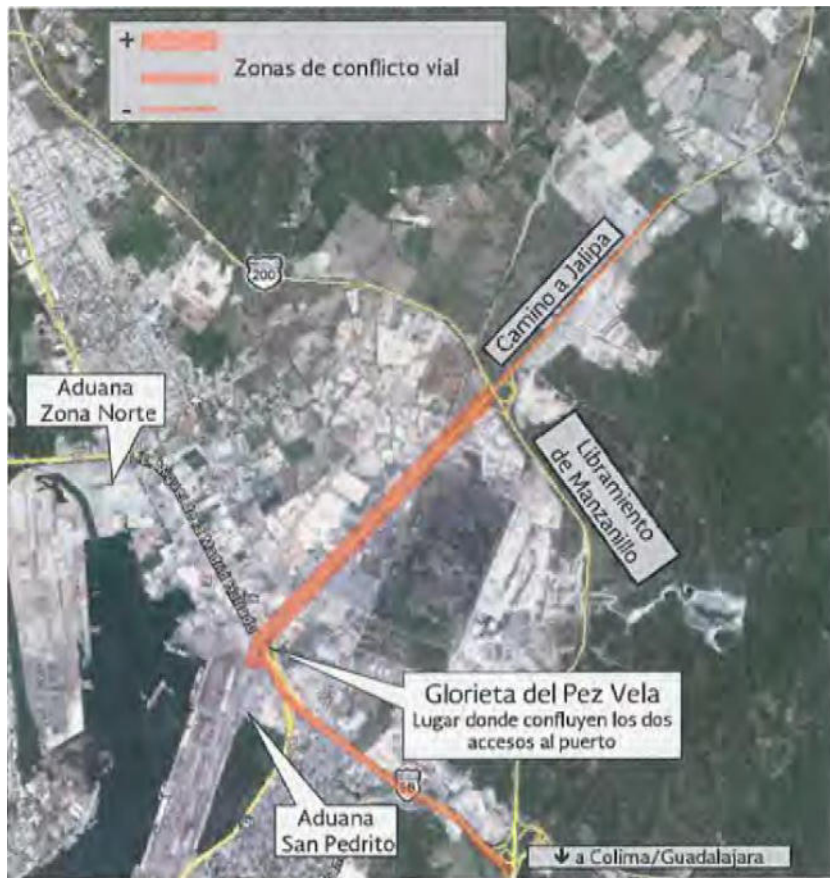 +
Zonas de conflicto vial
-
200
Camino a Jalipa
Aduana
Zona Norte
Libramiento
de Manzanillo
Glorieta del Pez Vela
Lugar donde confluyen los dos
accesos al puerto
98
Aduana
San Pedrito
a Colima/Guadalajara